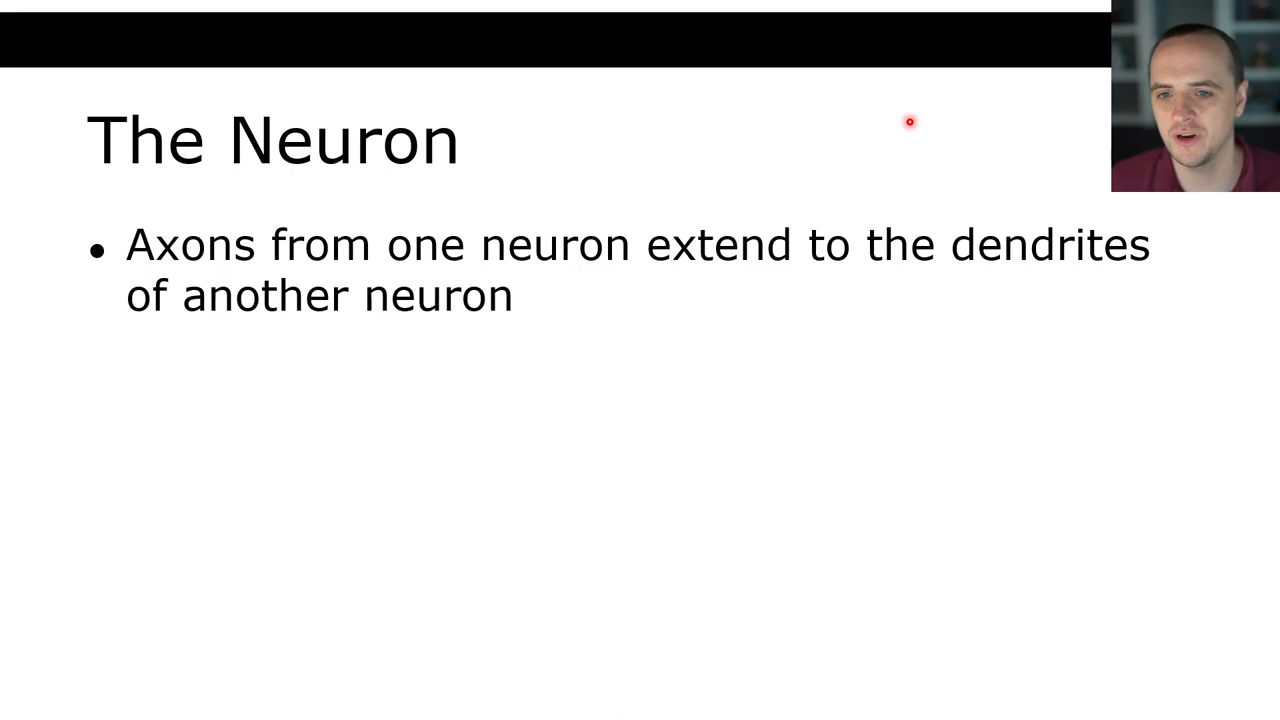 The Neuron
• Axons from one neuron extend to the dendrites
of another neuron